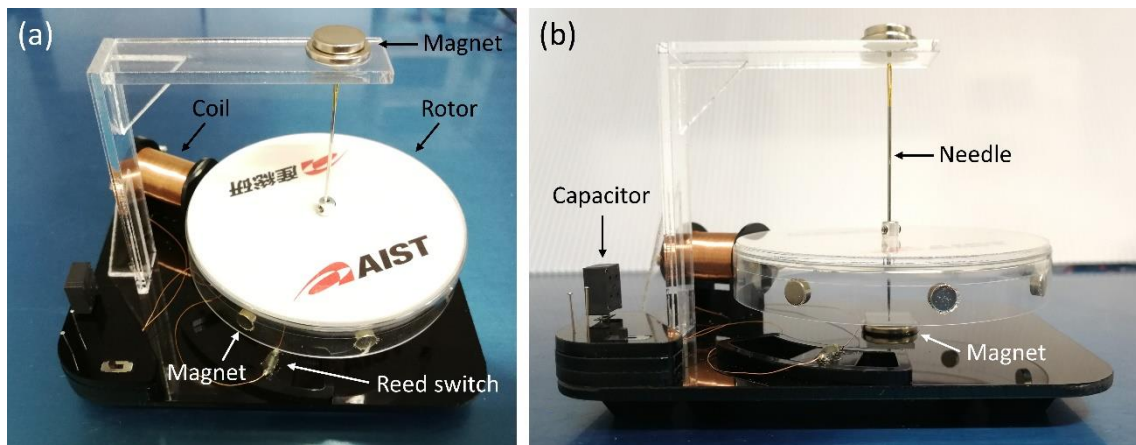 (a)
Magnet
Coil
Rotor
産総研
AIST
Magnet
Reed switch
(b)
Needle
Capacitor
Magnet